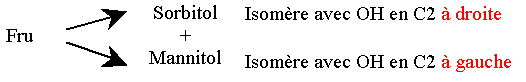 Sorbitol Isomère avec OH en C2 à droite
Fru +
Mannitol Isomère avec OH en C2 à gauche